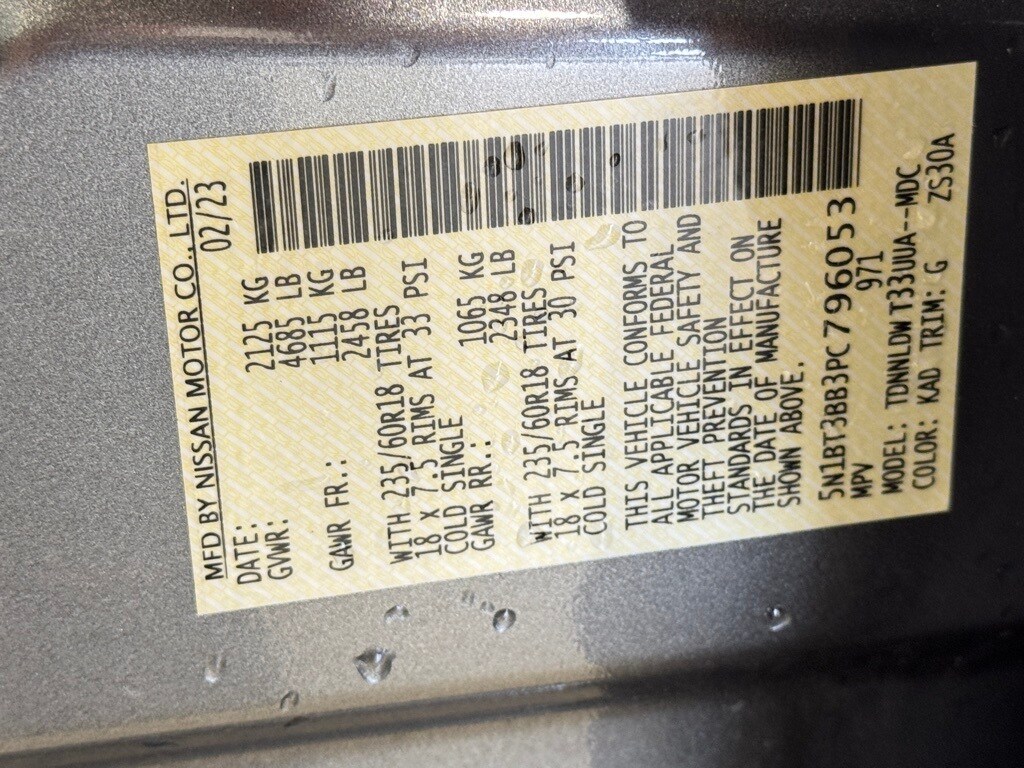 MFD BY NISSAN MOTOR CO., LTD.
DATE: 02/23
GVWR: 2125 KG
4685 LB
GAWR FR.: 1115 KG
2458 LB
WITH 235/60R18 TIRES
18 X 7.5 RIMS AT 33 PSI
COLD SINGLE
GAWR RR.: 1065 KG
2348 LB
WITH 235/60R18 TIRES
18 X 7.5 RIMS AT 30 PSI
COLD SINGLE
THIS VEHICLE CONFORMS TO
ALL APPLICABLE FEDERAL
MOTOR VEHICLE SAFETY AND
THEFT PREVENTION
STANDARDS IN EFFECT ON
THE DATE OF MANUFACTURE
SHOWN ABOVE.
5N1BT3BB3PC796053
MPV 971
MODEL: TDNNLDWT33UUA--MDC
COLOR: KAD TRIM: G ZS30A